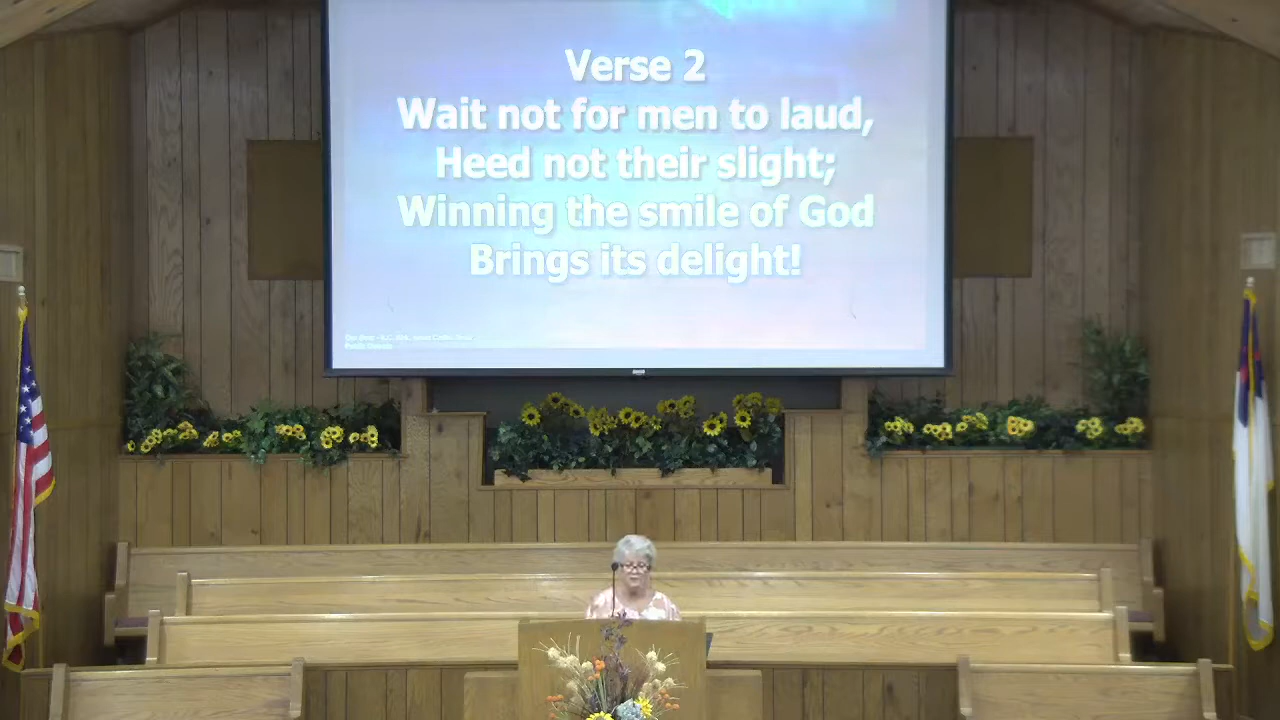 Verse 2
Wait not for men to laud,
Heed not their slight;
Winning the smile of God
Brings its delight!